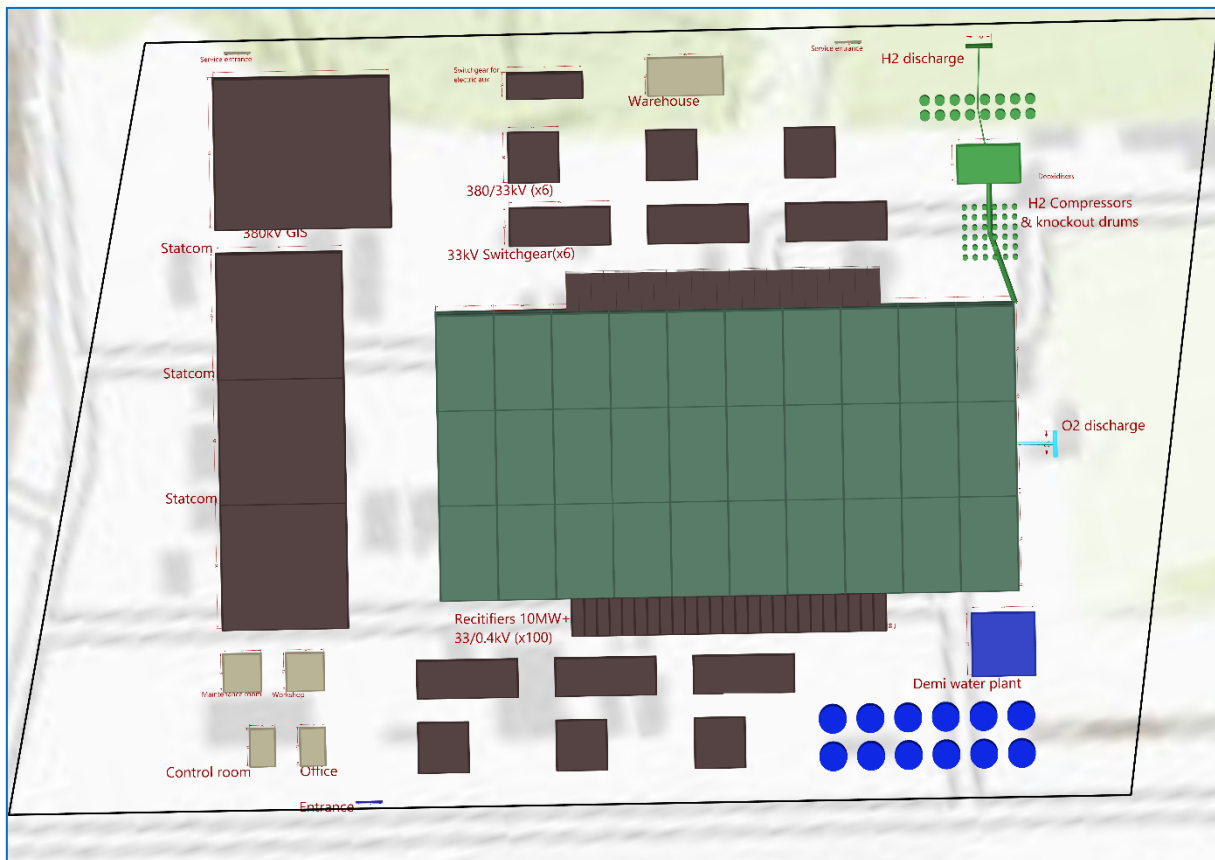 Service entrance
Switchgear for
electric aux
Warehouse
Service entrance
H2 discharge
380/33kV (x6)
Deoxidisers
H2 Compressors
& knockout drums
380kV GIS
Statcom
33kV Switchgear(x6)
Statcom
O2 discharge
Statcom
Recitifiers 10MW+
33/0.4kV (x100)
Maintenance room
Workshop
Demi water plant
Control room
Office
Entrance